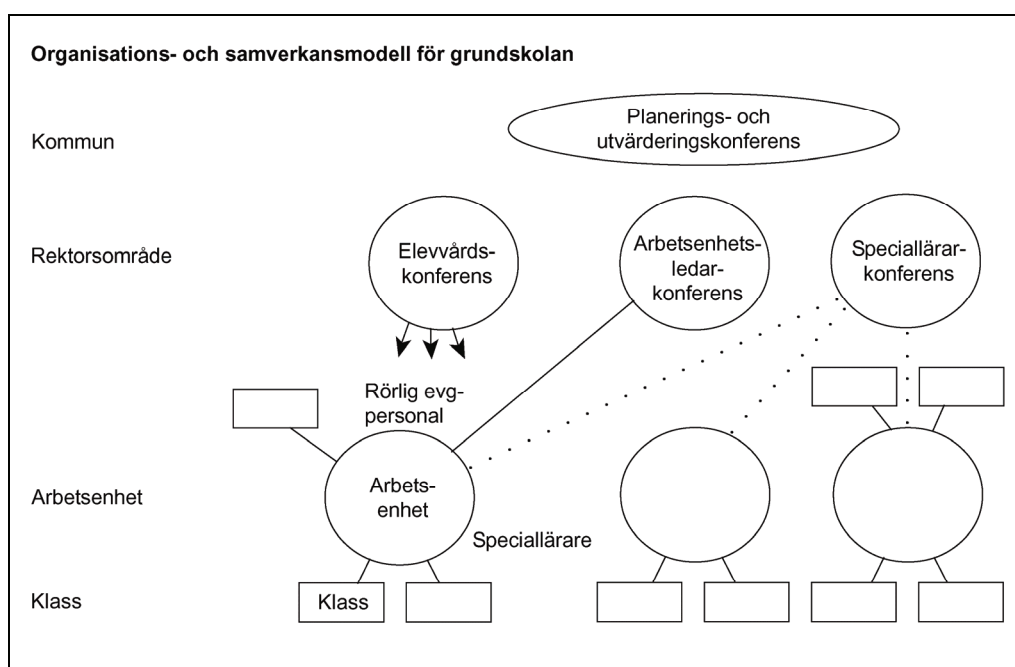 Organisations- och samverkansmodell för grundskolan
Kommun
Planerings- och
utvärderingskonferens
Rektorsområde
Elevvårds-
konferens
Arbetsenhets-
ledar-
konferens
Speciallärar-
konferens
Rörlig evg-
personal
Arbetsenhet
Arbets-
enhet
Speciallärare
Klass
Klass